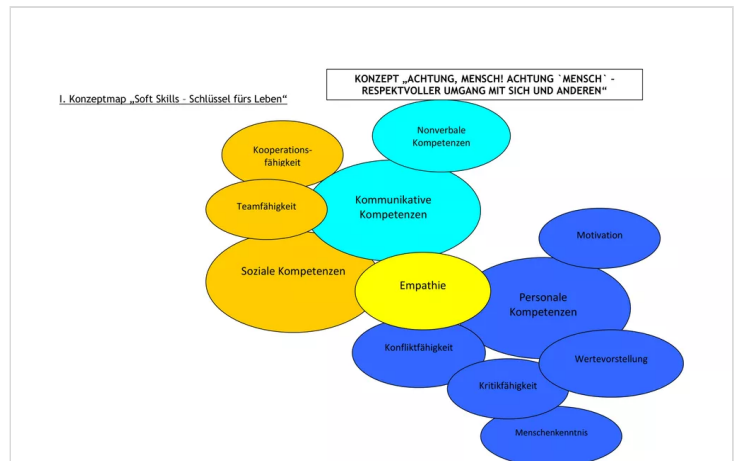 KONZEPT „ACHTUNG, MENSCH! ACHTUNG `MENSCH` –
RESPEKTVOLLER UMGANG MIT SICH UND ANDEREN“
I. Konzeptmap „Soft Skills – Schlüssel fürs Leben“
Nonverbale
Kompetenzen
Kooperations-
fähigkeit
Kommunikative
Kompetenzen
Teamfähigkeit
Motivation
Soziale Kompetenzen
Empathie
Personale
Kompetenzen
Konfliktfähigkeit
Wertevorstellung
Kritikfähigkeit
Menschenkenntnis